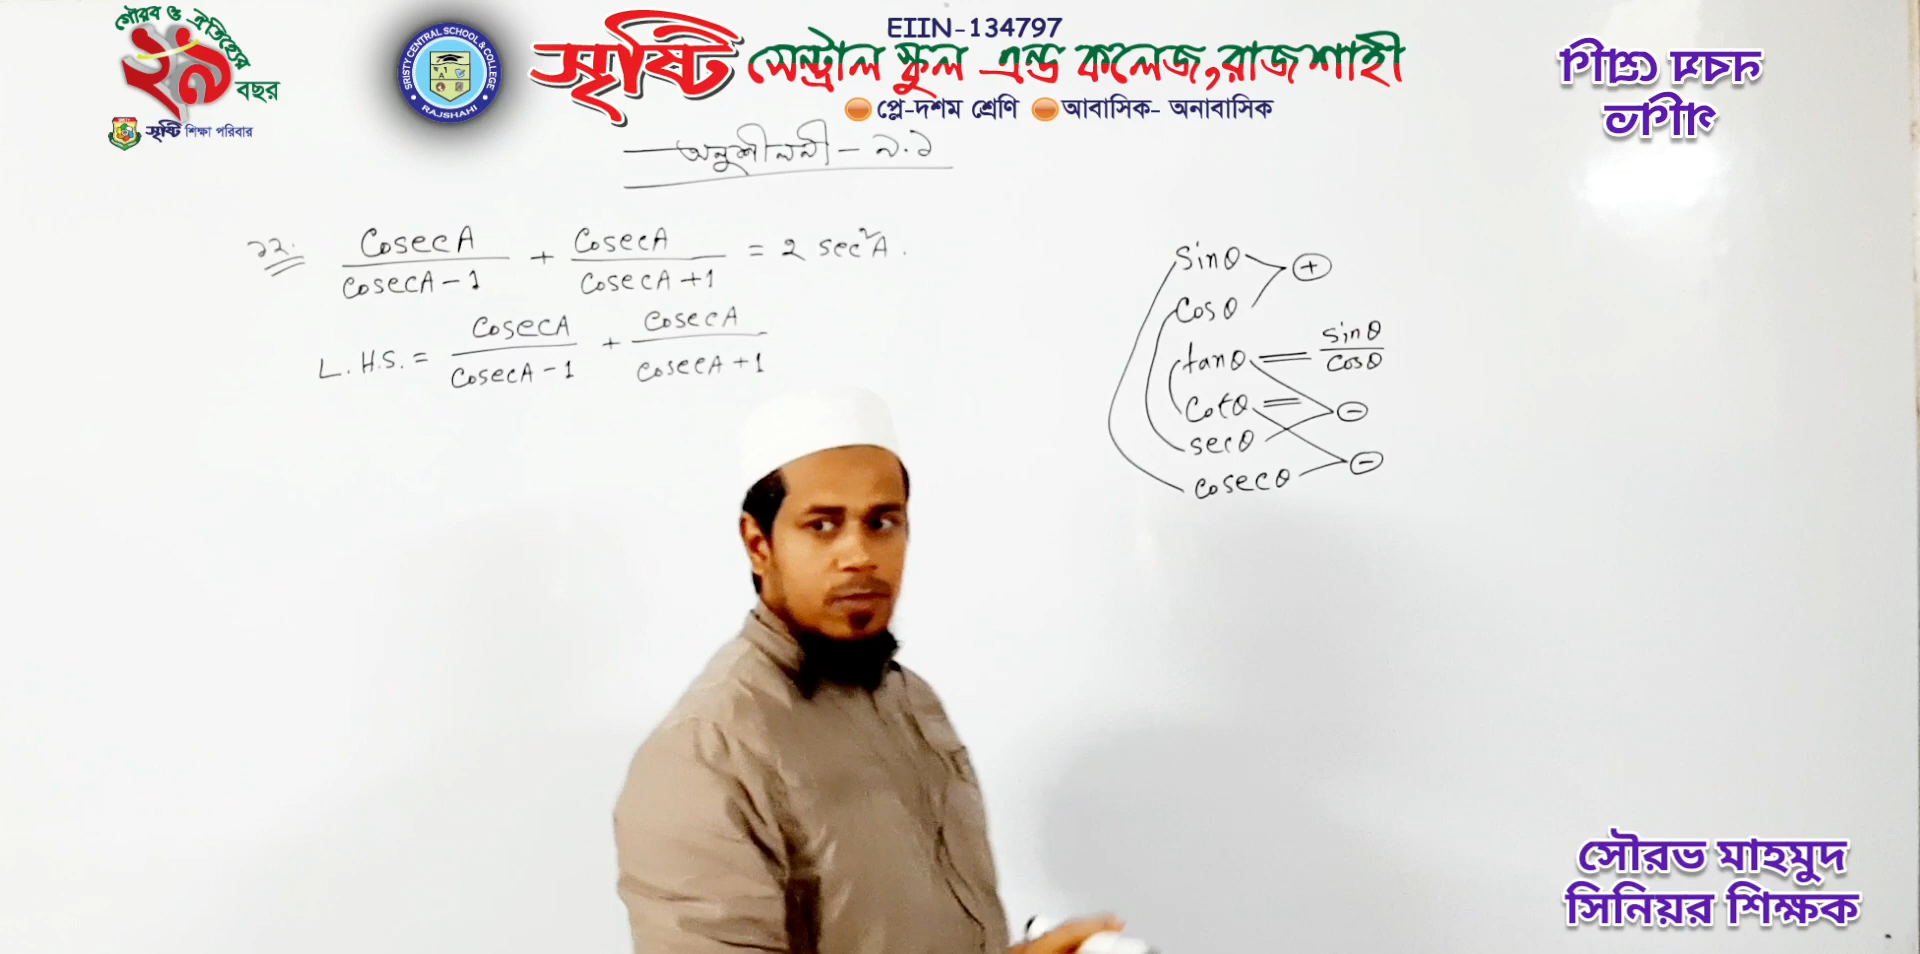 গৌরব ও ঐতিহ্যের
২৯ বছর
সৃষ্টি শিক্ষা পরিবার
SRISTY CENTRAL SCHOOL & COLLEGE
RAJSHAHI
EIIN-134797
সৃষ্টি সেন্ট্রাল স্কুল এন্ড কলেজ,রাজশাহী
প্লে-দশম শ্রেণি আবাসিক- অনাবাসিক
অনুশীলনী - ৯.১
১২. CosecA/(CosecA-1) + CosecA/(CosecA+1) = 2 sec²A.
L.H.S. = CosecA/(CosecA-1) + CosecA/(CosecA+1)
Sinθ
+
Cosθ
tanθ = Sinθ/Cosθ
Cotθ =
-
secθ
-
Cosecθ
সৌরভ মাহমুদ
সিনিয়র শিক্ষক